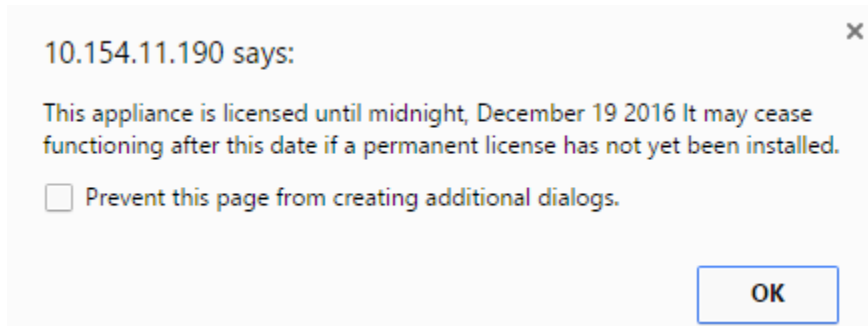 10.154.11.190 says:
This appliance is licensed until midnight, December 19 2016 It may cease
functioning after this date if a permanent license has not yet been installed.
Prevent this page from creating additional dialogs.
OK